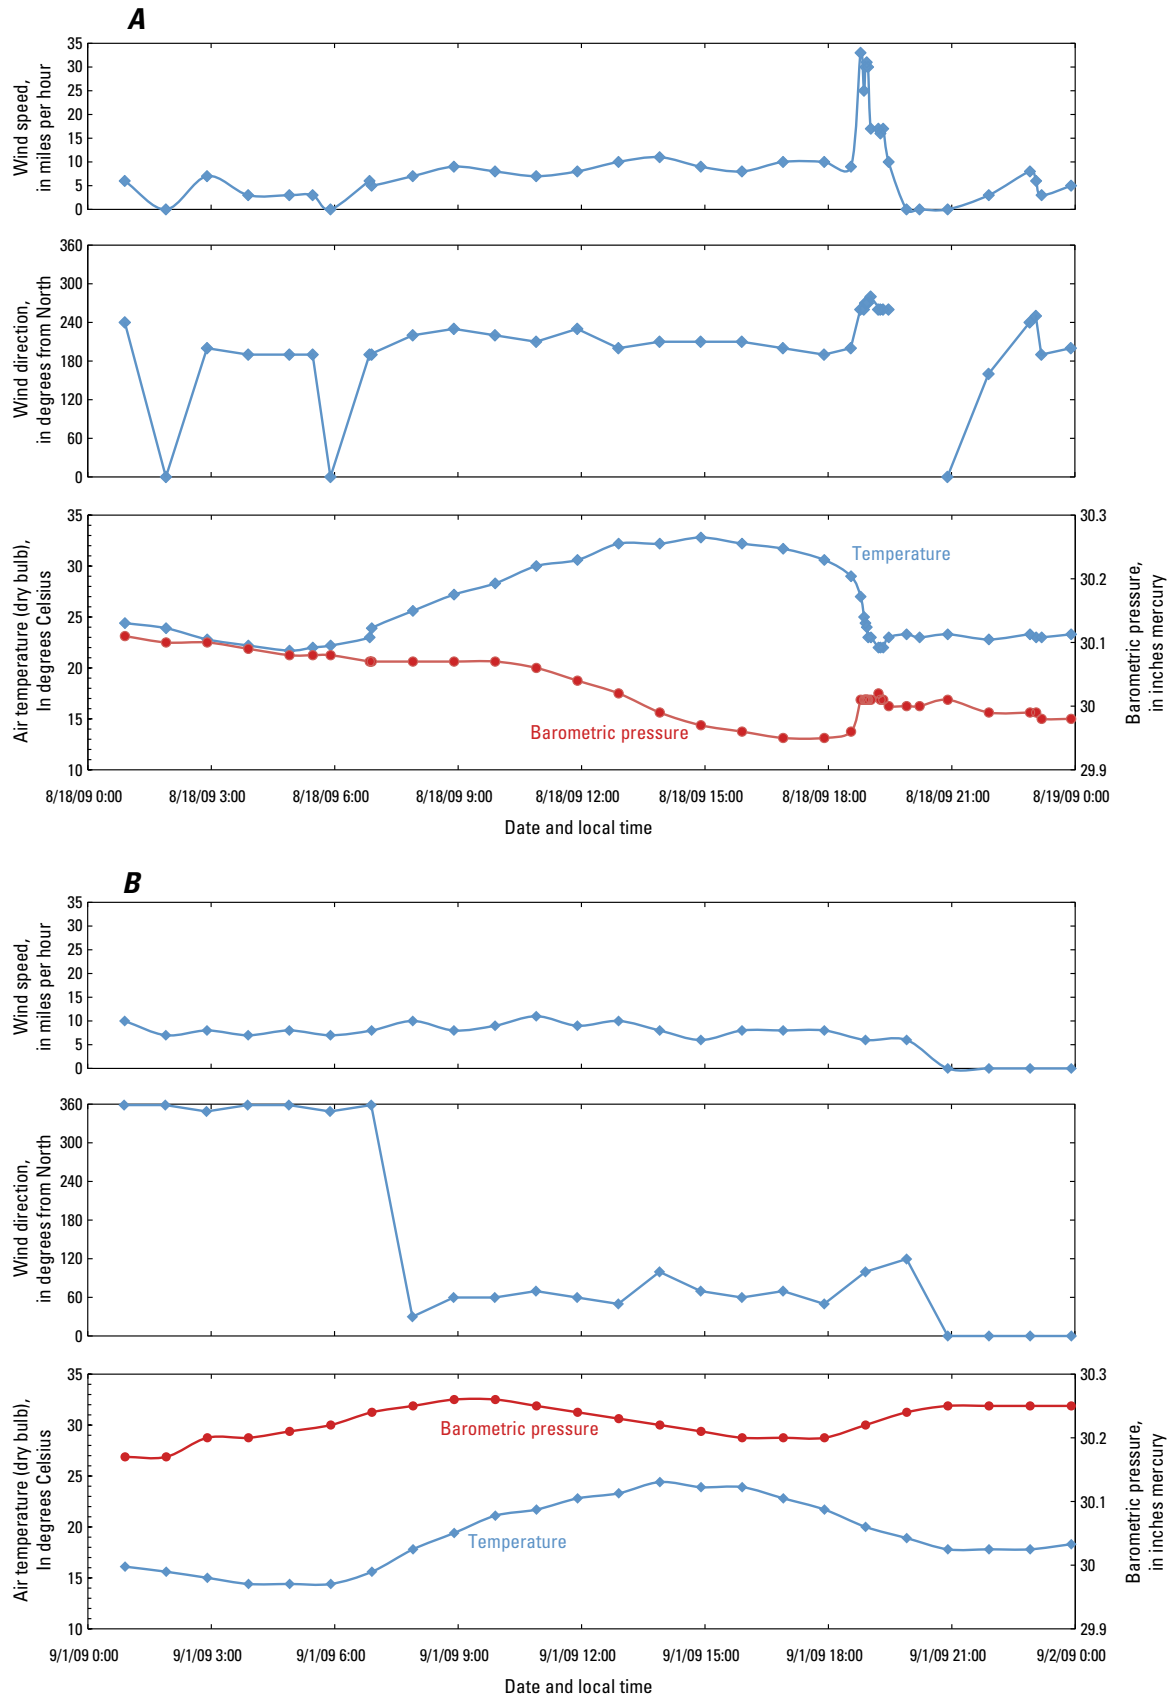 A
35
30
25
20
15
10
5
0
Wind speed,
in miles per hour
360
300
240
180
120
60
0
Wind direction,
in degrees from North
35
30
25
20
15
10
Air temperature (dry bulb),
In degrees Celsius
Temperature
Barometric pressure
30.3
30.2
30.1
30
29.9
Barometric pressure,
in inches mercury
8/18/09 0:00 8/18/09 3:00 8/18/09 6:00 8/18/09 9:00 8/18/09 12:00 8/18/09 15:00 8/18/09 18:00 8/18/09 21:00 8/19/09 0:00
Date and local time
B
35
30
25
20
15
10
5
0
Wind speed,
in miles per hour
360
300
240
180
120
60
0
Wind direction,
in degrees from North
35
30
25
20
15
10
Air temperature (dry bulb),
In degrees Celsius
Barometric pressure
Temperature
30.3
30.2
30.1
30
29.9
Barometric pressure,
in inches mercury
9/1/09 0:00 9/1/09 3:00 9/1/09 6:00 9/1/09 9:00 9/1/09 12:00 9/1/09 15:00 9/1/09 18:00 9/1/09 21:00 9/2/09 0:00
Date and local time